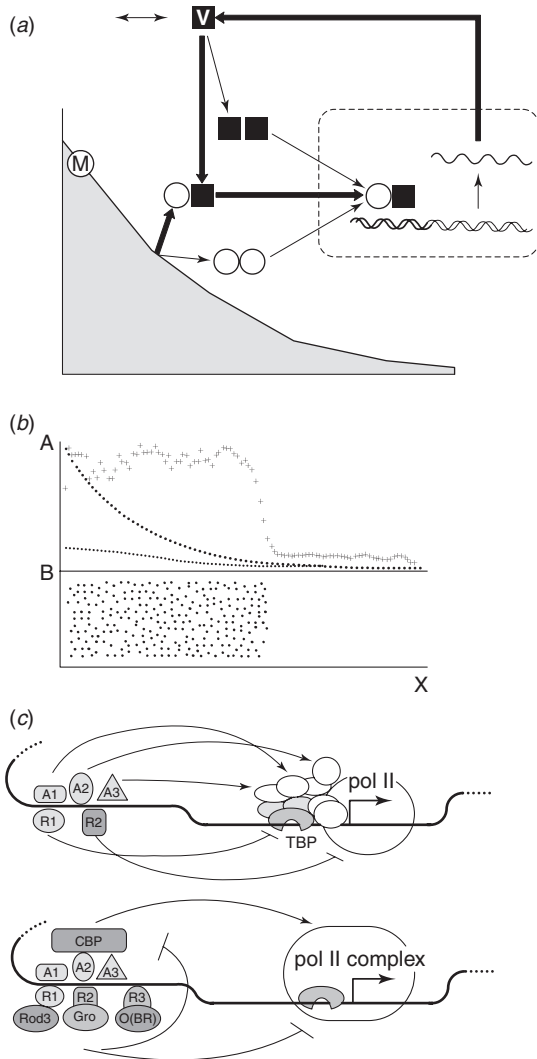 (a)
V
M
(b)
A
B
X
(c)
A1 A2 A3
R1 R2
TBP
pol II
CBP
A1 A2 A3
R1 R2 R3
Rod3 Gro O(BR)
pol II complex